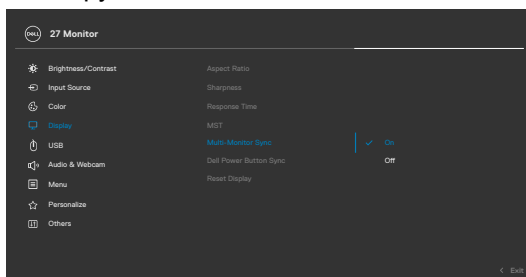 DELL 27 Monitor
Brightness/Contrast
Input Source
Color
Display
USB
Audio & Webcam
Menu
Personalize
Others
Aspect Ratio
Sharpness
Response Time
MST
Multi-Monitor Sync
Dell Power Button Sync
Reset Display
On
Off
Exit